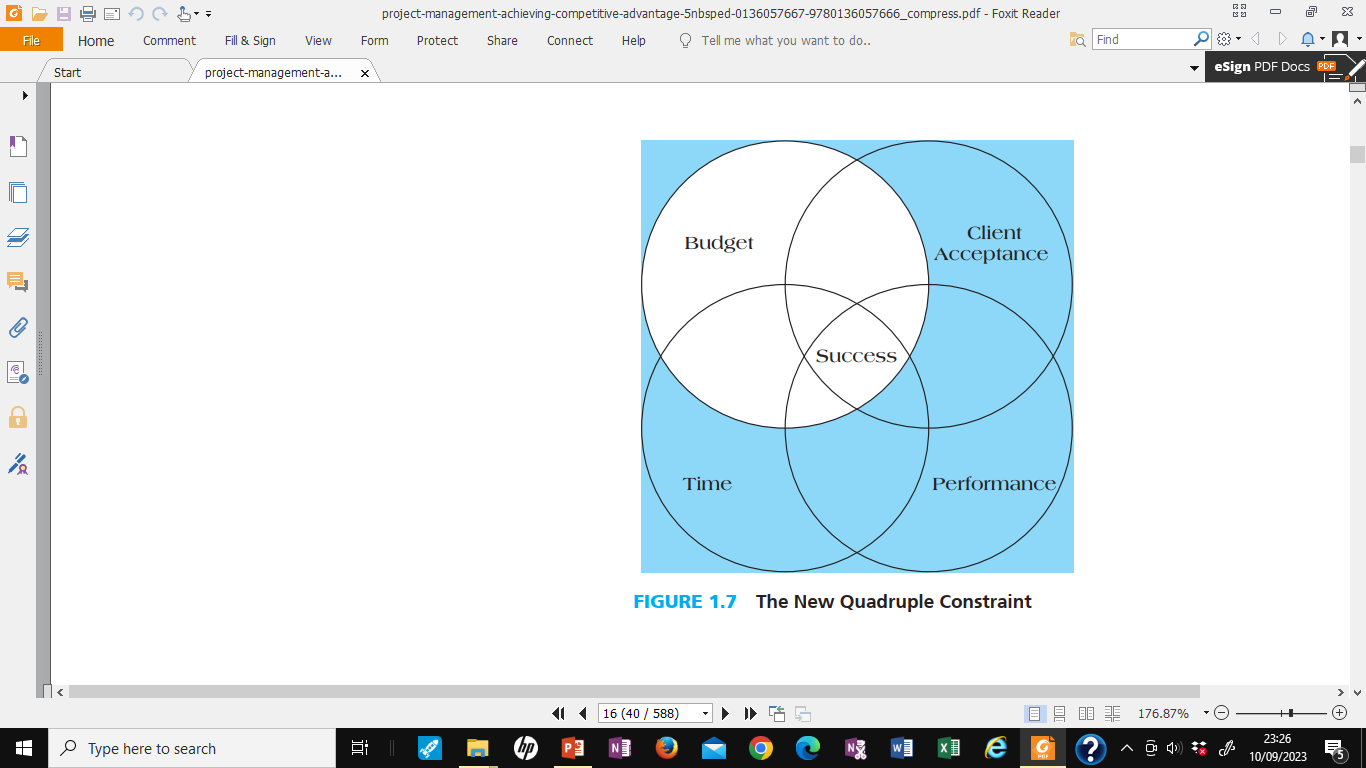 project-management-achieving-competitive-advantage-5nbsped-0136057667-9780136057666_compress.pdf - Foxit Reader
File Home Comment Fill & Sign View Form Protect Share Connect Help Tell me what you want to do.. Find
Start project-management-a... eSign PDF Docs PDF
Budget
Client
Acceptance
Success
Time
Performance
FIGURE 1.7 The New Quadruple Constraint
16 (40 / 588) 176.87%
Type here to search
23:26
10/09/2023
5